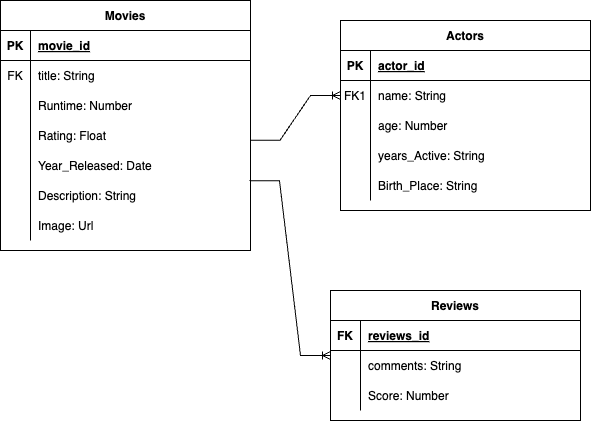 Movies
PK movie_id
FK title: String
Runtime: Number
Rating: Float
Year_Released: Date
Description: String
Image: Url
Actors
PK actor_id
FK1 name: String
age: Number
years_Active: String
Birth_Place: String
Reviews
FK reviews_id
comments: String
Score: Number